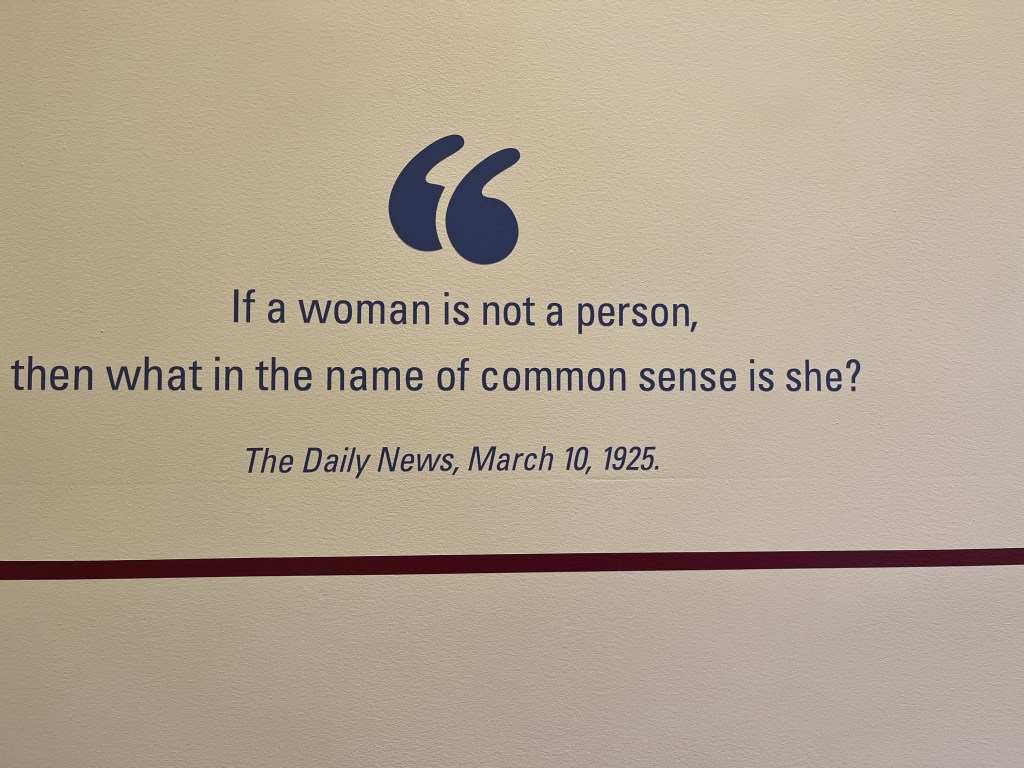 “
If a woman is not a person,
then what in the name of common sense is she?
The Daily News, March 10, 1925.